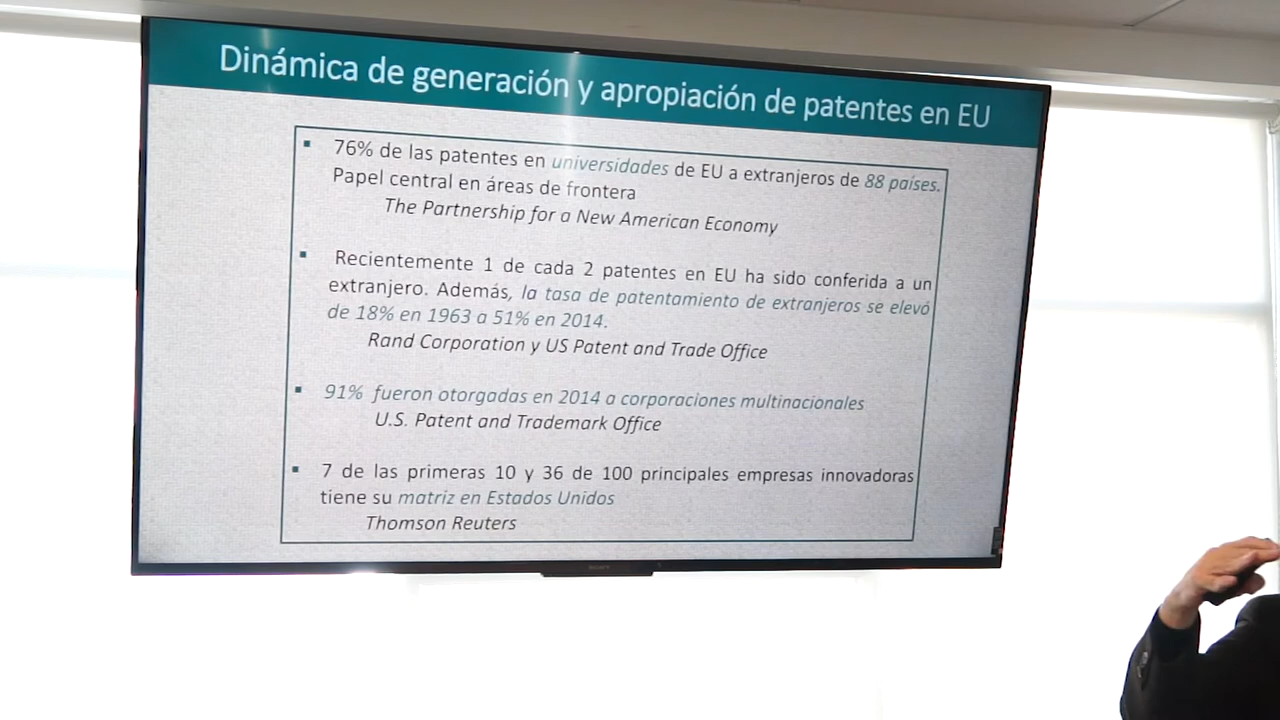 Dinámica de generación y apropiación de patentes en EU
▪ 76% de las patentes en universidades de EU a extranjeros de 88 países.
Papel central en áreas de frontera
The Partnership for a New American Economy
▪ Recientemente 1 de cada 2 patentes en EU ha sido conferida a un
extranjero. Además, la tasa de patentamiento de extranjeros se elevó
de 18% en 1963 a 51% en 2014.
Rand Corporation y US Patent and Trade Office
▪ 91% fueron otorgadas en 2014 a corporaciones multinacionales
U.S. Patent and Trademark Office
▪ 7 de las primeras 10 y 36 de 100 principales empresas innovadoras
tiene su matriz en Estados Unidos
Thomson Reuters
SONY